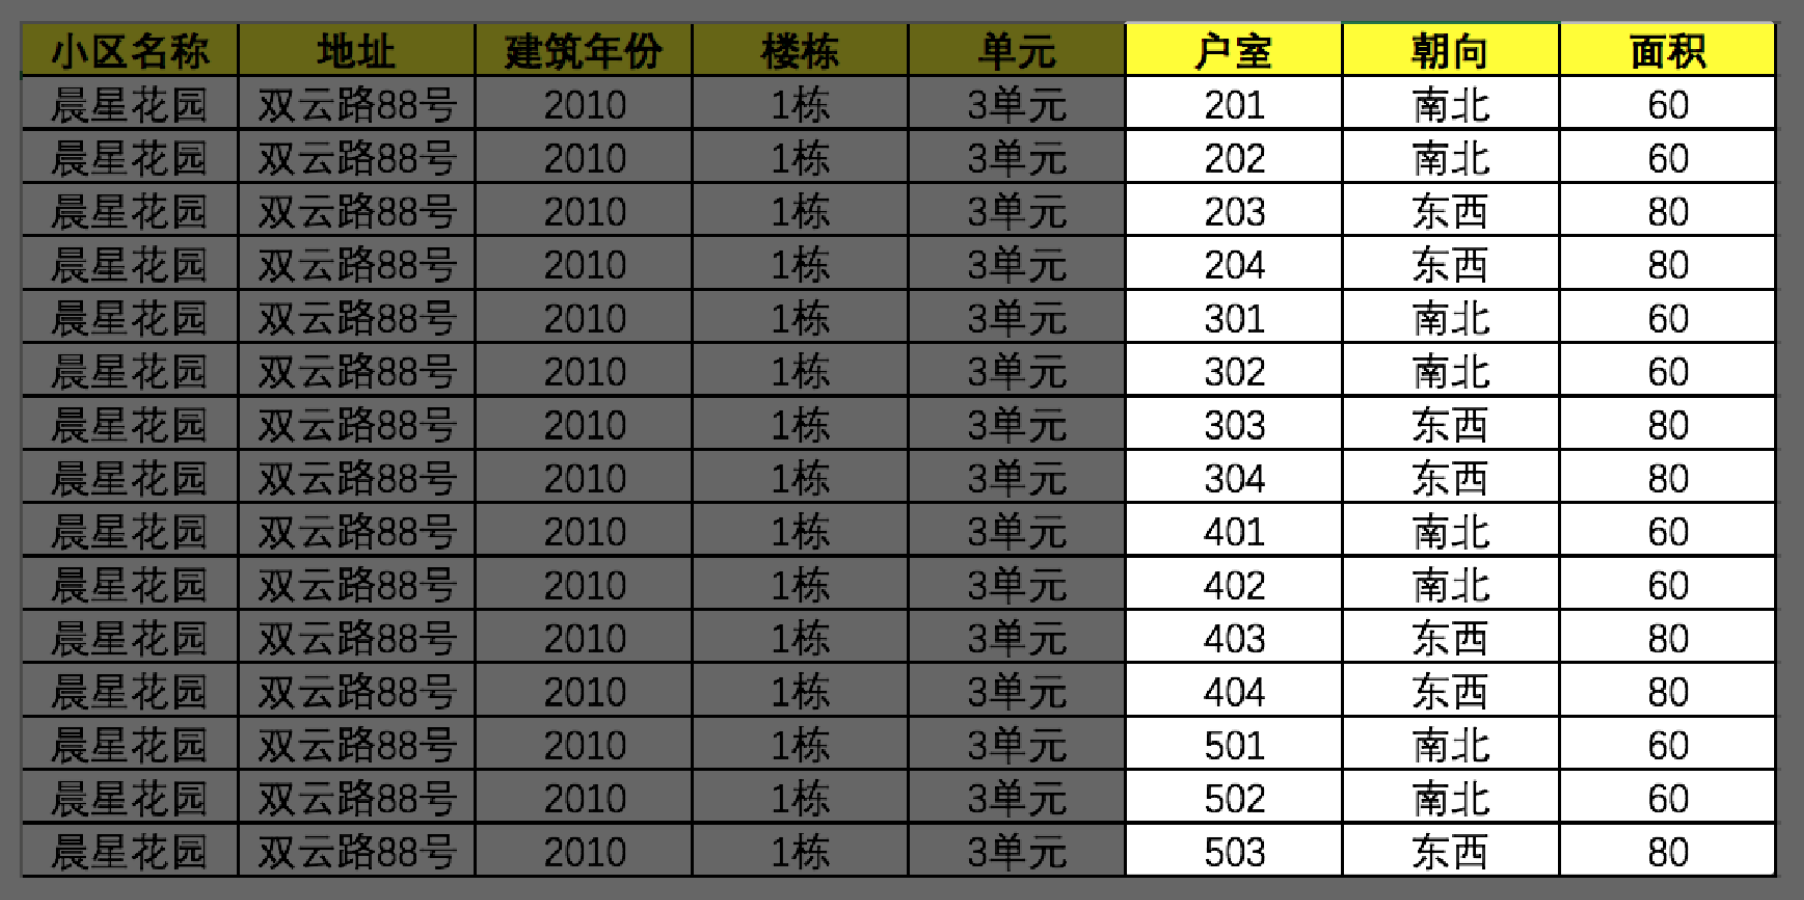 小区名称 地址 建筑年份 楼栋 单元 户室 朝向 面积
晨星花园 双云路88号 2010 1栋 3单元 201 南北 60
晨星花园 双云路88号 2010 1栋 3单元 202 南北 60
晨星花园 双云路88号 2010 1栋 3单元 203 东西 80
晨星花园 双云路88号 2010 1栋 3单元 204 东西 80
晨星花园 双云路88号 2010 1栋 3单元 301 南北 60
晨星花园 双云路88号 2010 1栋 3单元 302 南北 60
晨星花园 双云路88号 2010 1栋 3单元 303 东西 80
晨星花园 双云路88号 2010 1栋 3单元 304 东西 80
晨星花园 双云路88号 2010 1栋 3单元 401 南北 60
晨星花园 双云路88号 2010 1栋 3单元 402 南北 60
晨星花园 双云路88号 2010 1栋 3单元 403 东西 80
晨星花园 双云路88号 2010 1栋 3单元 404 东西 80
晨星花园 双云路88号 2010 1栋 3单元 501 南北 60
晨星花园 双云路88号 2010 1栋 3单元 502 南北 60
晨星花园 双云路88号 2010 1栋 3单元 503 东西 80